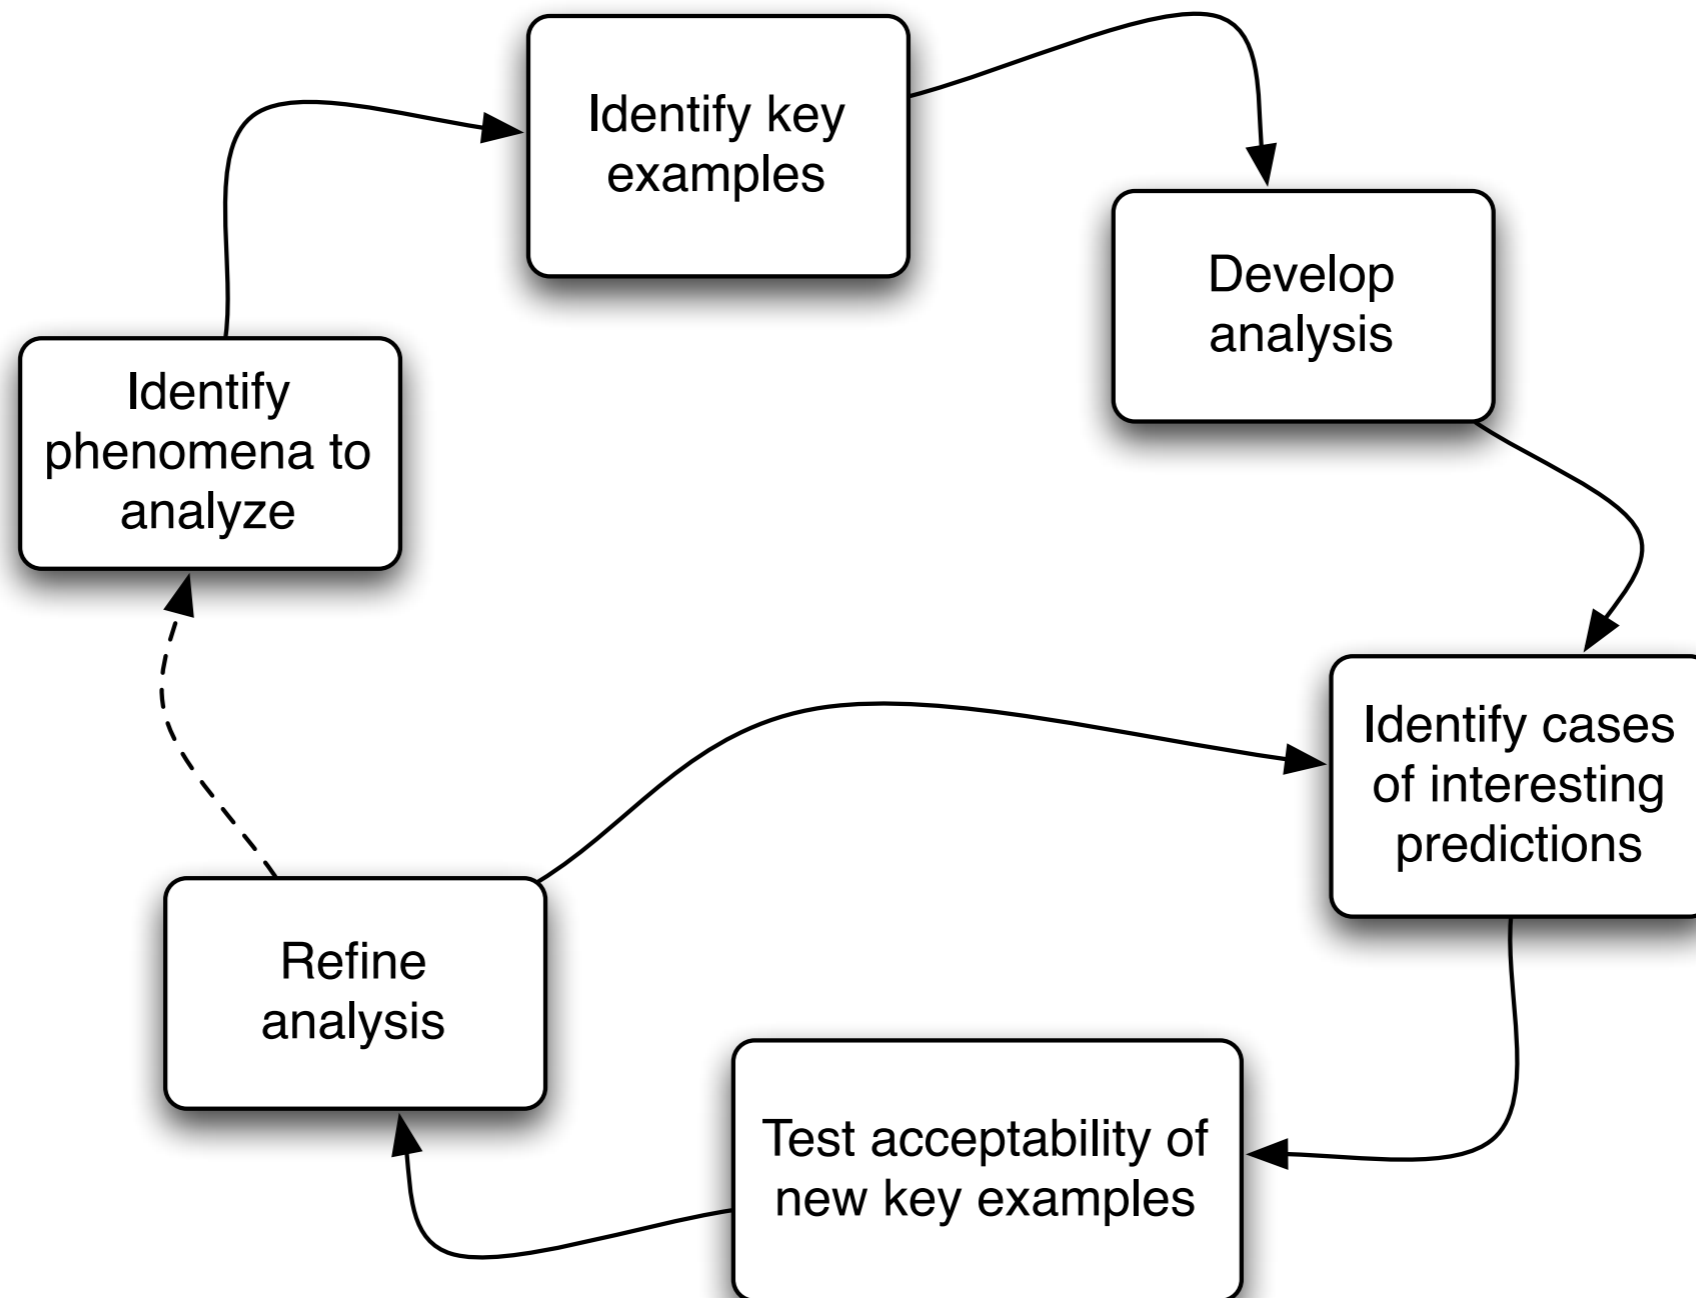 Identify key
examples
Develop
analysis
Identify
phenomena to
analyze
Identify cases
of interesting
predictions
Refine
analysis
Test acceptability of
new key examples